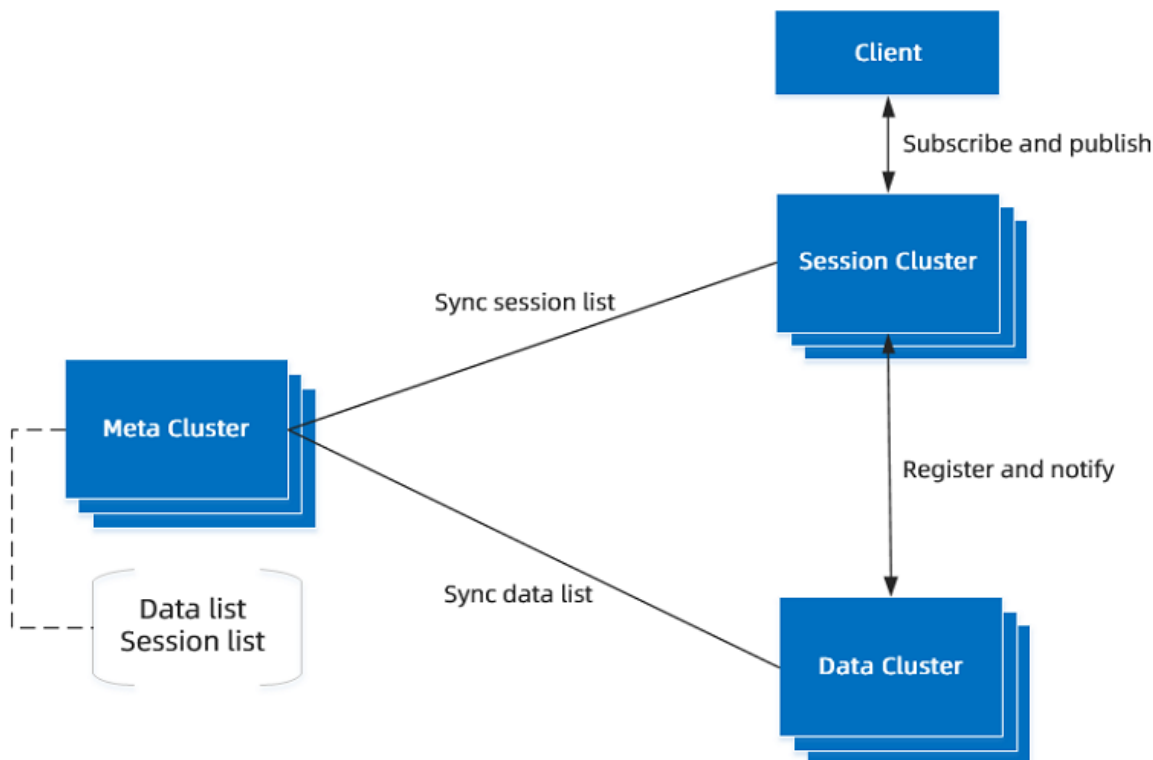 Client
Subscribe and publish
Session Cluster
Sync session list
Meta Cluster
Register and notify
Sync data list
Data list
Session list
Data Cluster